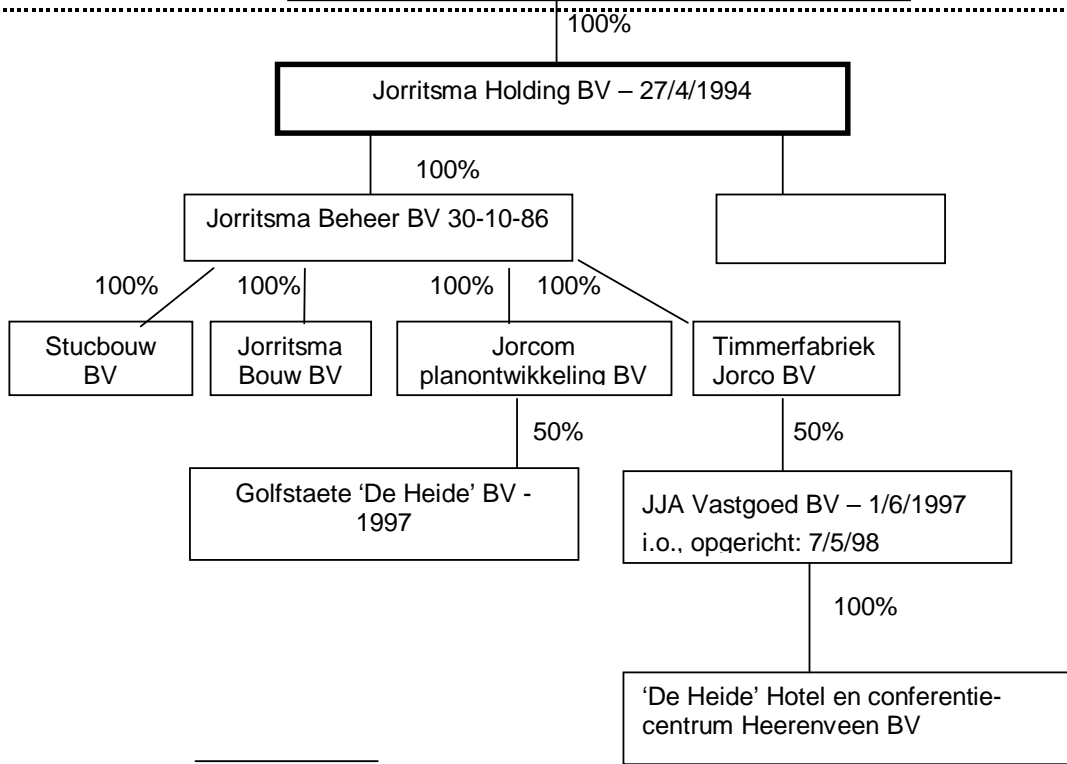 100%
Jorritsma Holding BV – 27/4/1994
100%
Jorritsma Beheer BV 30-10-86
100%
100%
100%
100%
Stucbouw
BV
Jorritsma
Bouw BV
Jorcom
planontwikkeling BV
Timmerfabriek
Jorco BV
50%
50%
Golfstaete ‘De Heide’ BV -
1997
JJA Vastgoed BV – 1/6/1997
i.o., opgericht: 7/5/98
100%
‘De Heide’ Hotel en conferentie-
centrum Heerenveen BV